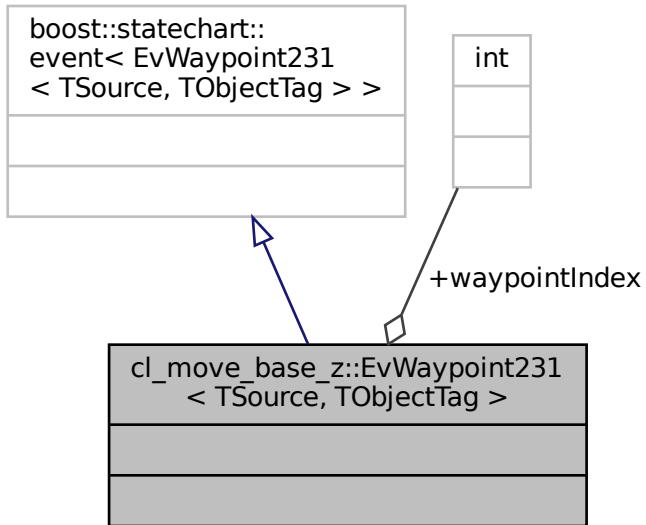 boost::statechart::
event< EvWaypoint231
< TSource, TObjectTag > >
int
+waypointIndex
cl_move_base_z::EvWaypoint231
< TSource, TObjectTag >